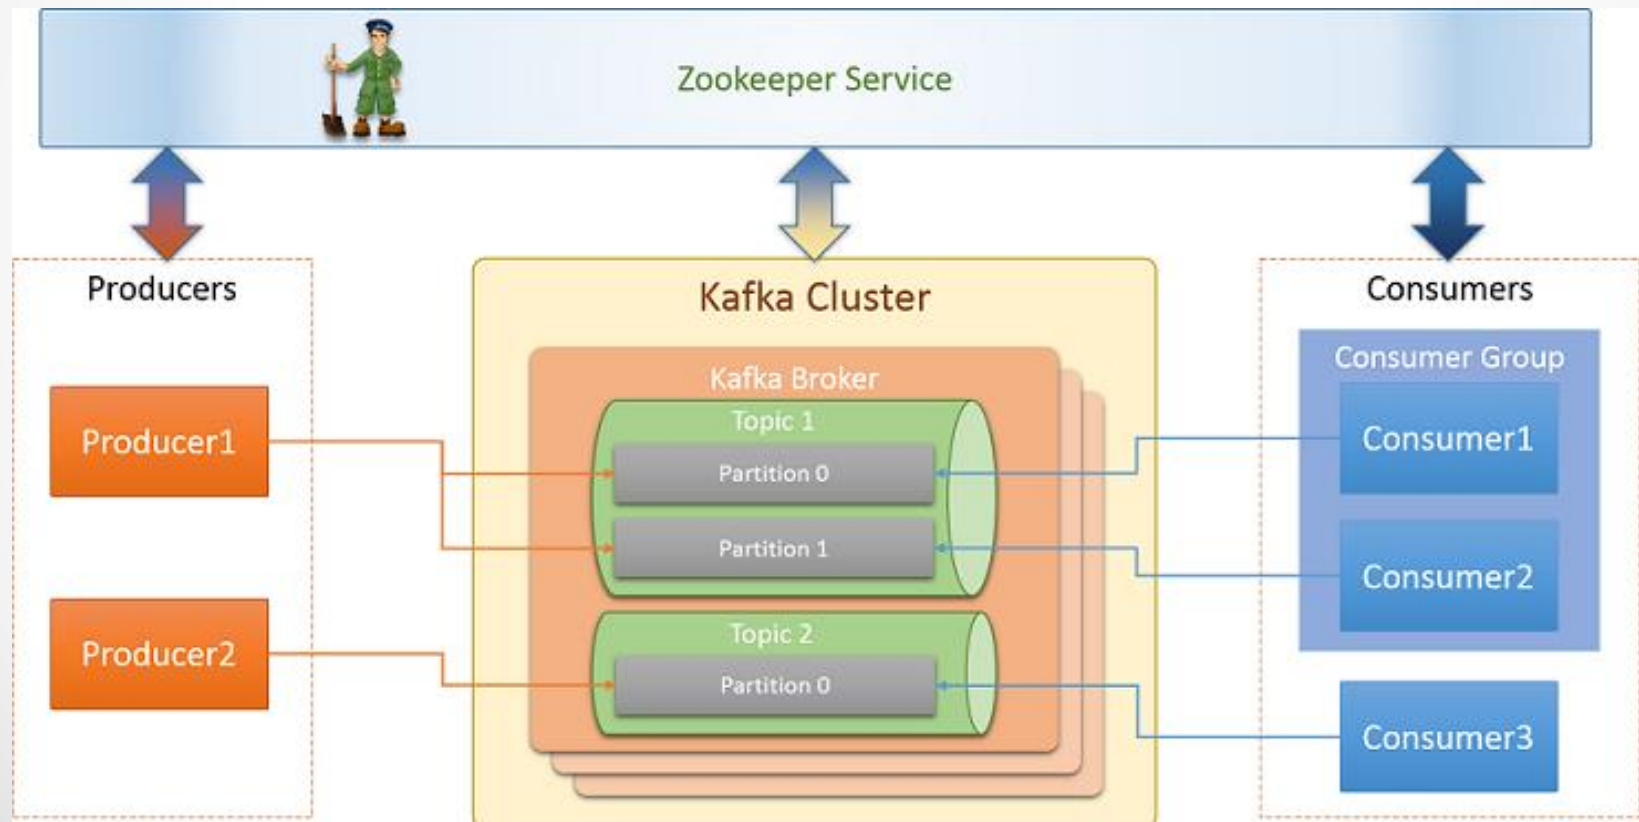 Zookeeper Service
Producers
Producer1
Producer2
Kafka Cluster
Kafka Broker
Topic 1
Partition 0
Partition 1
Topic 2
Partition 0
Consumers
Consumer Group
Consumer1
Consumer2
Consumer3